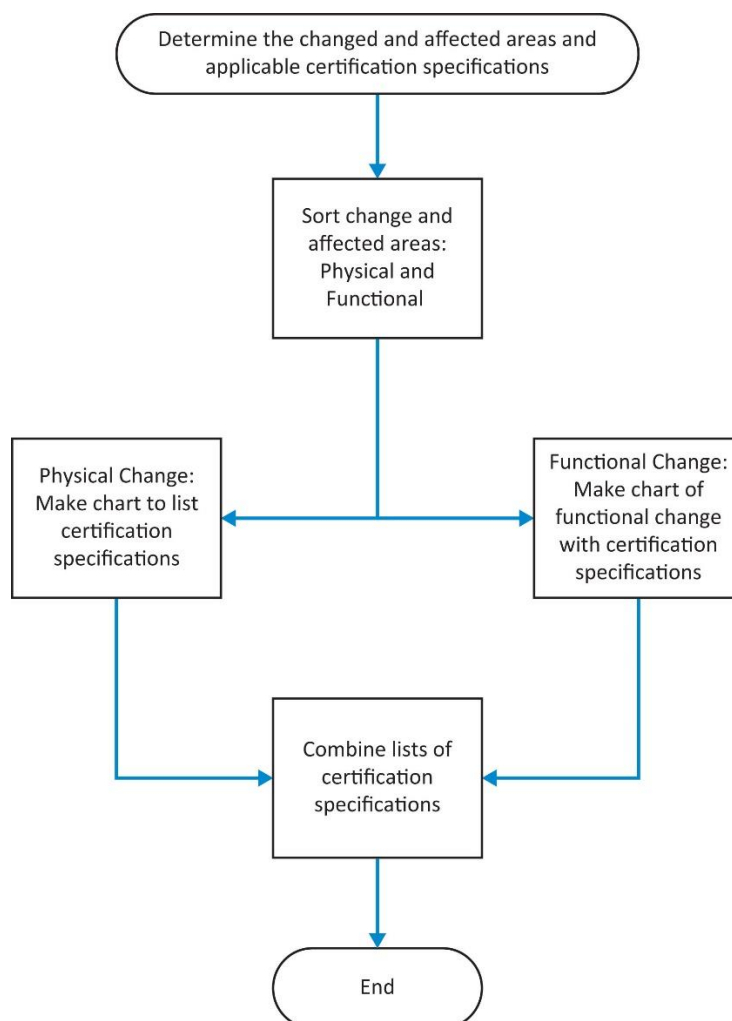 Determine the changed and affected areas and
applicable certification specifications
Sort change and
affected areas:
Physical and
Functional
Physical Change:
Make chart to list
certification
specifications
Functional Change:
Make chart of
functional change
with certification
specifications
Combine lists of
certification
specifications
End